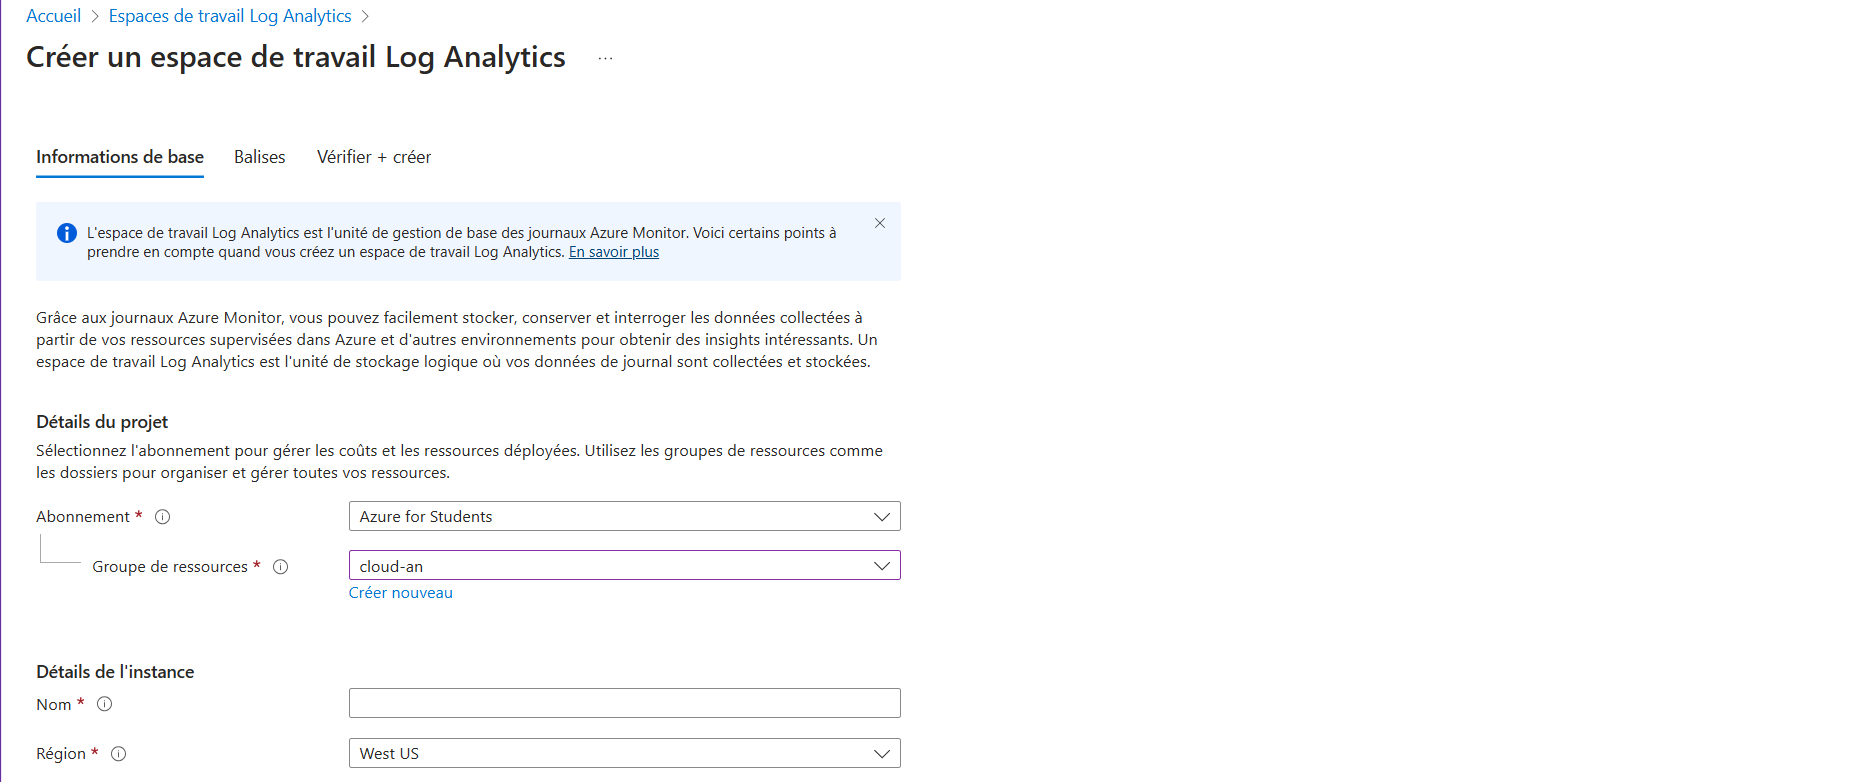 Accueil > Espaces de travail Log Analytics >
Créer un espace de travail Log Analytics ...
Informations de base Balises Vérifier + créer
L'espace de travail Log Analytics est l'unité de gestion de base des journaux Azure Monitor. Voici certains points à
prendre en compte quand vous créez un espace de travail Log Analytics. En savoir plus
Grâce aux journaux Azure Monitor, vous pouvez facilement stocker, conserver et interroger les données collectées à
partir de vos ressources supervisées dans Azure et d'autres environnements pour obtenir des insights intéressants. Un
espace de travail Log Analytics est l'unité de stockage logique où vos données de journal sont collectées et stockées.
Détails du projet
Sélectionnez l'abonnement pour gérer les coûts et les ressources déployées. Utilisez les groupes de ressources comme
les dossiers pour organiser et gérer toutes vos ressources.
Abonnement * Azure for Students
Groupe de ressources * cloud-an
Créer nouveau
Détails de l'instance
Nom *
Région * West US